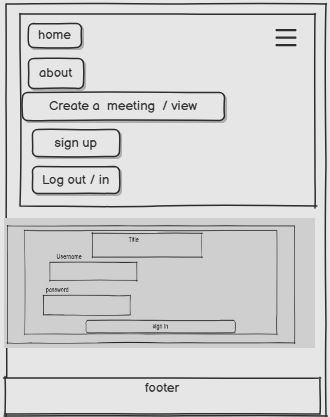 home
about
Create a meeting / view
sign up
Log out / in
Title
Username
password
sign in
footer